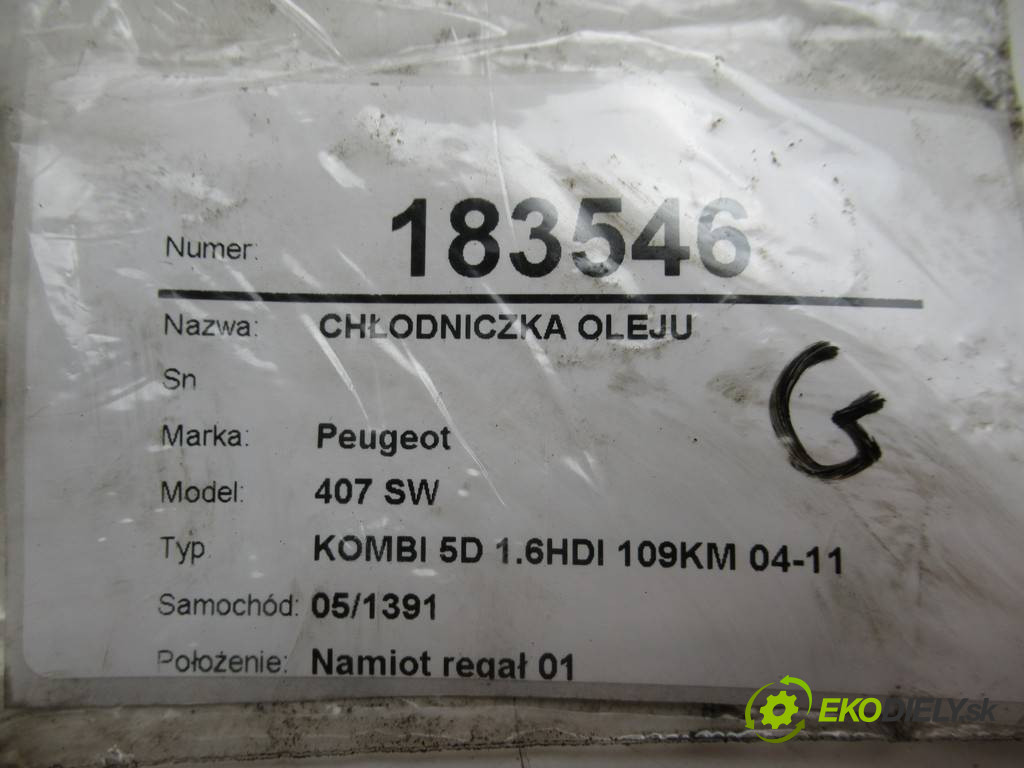 Numer: 183546
Nazwa: CHŁODNICZKA OLEJU
Sn
Marka: Peugeot
Model: 407 SW
Typ KOMBI 5D 1.6HDI 109KM 04-11
Samochód: 05/1391
Położenie: Namiot regał 01
G
EKODIELY.sk